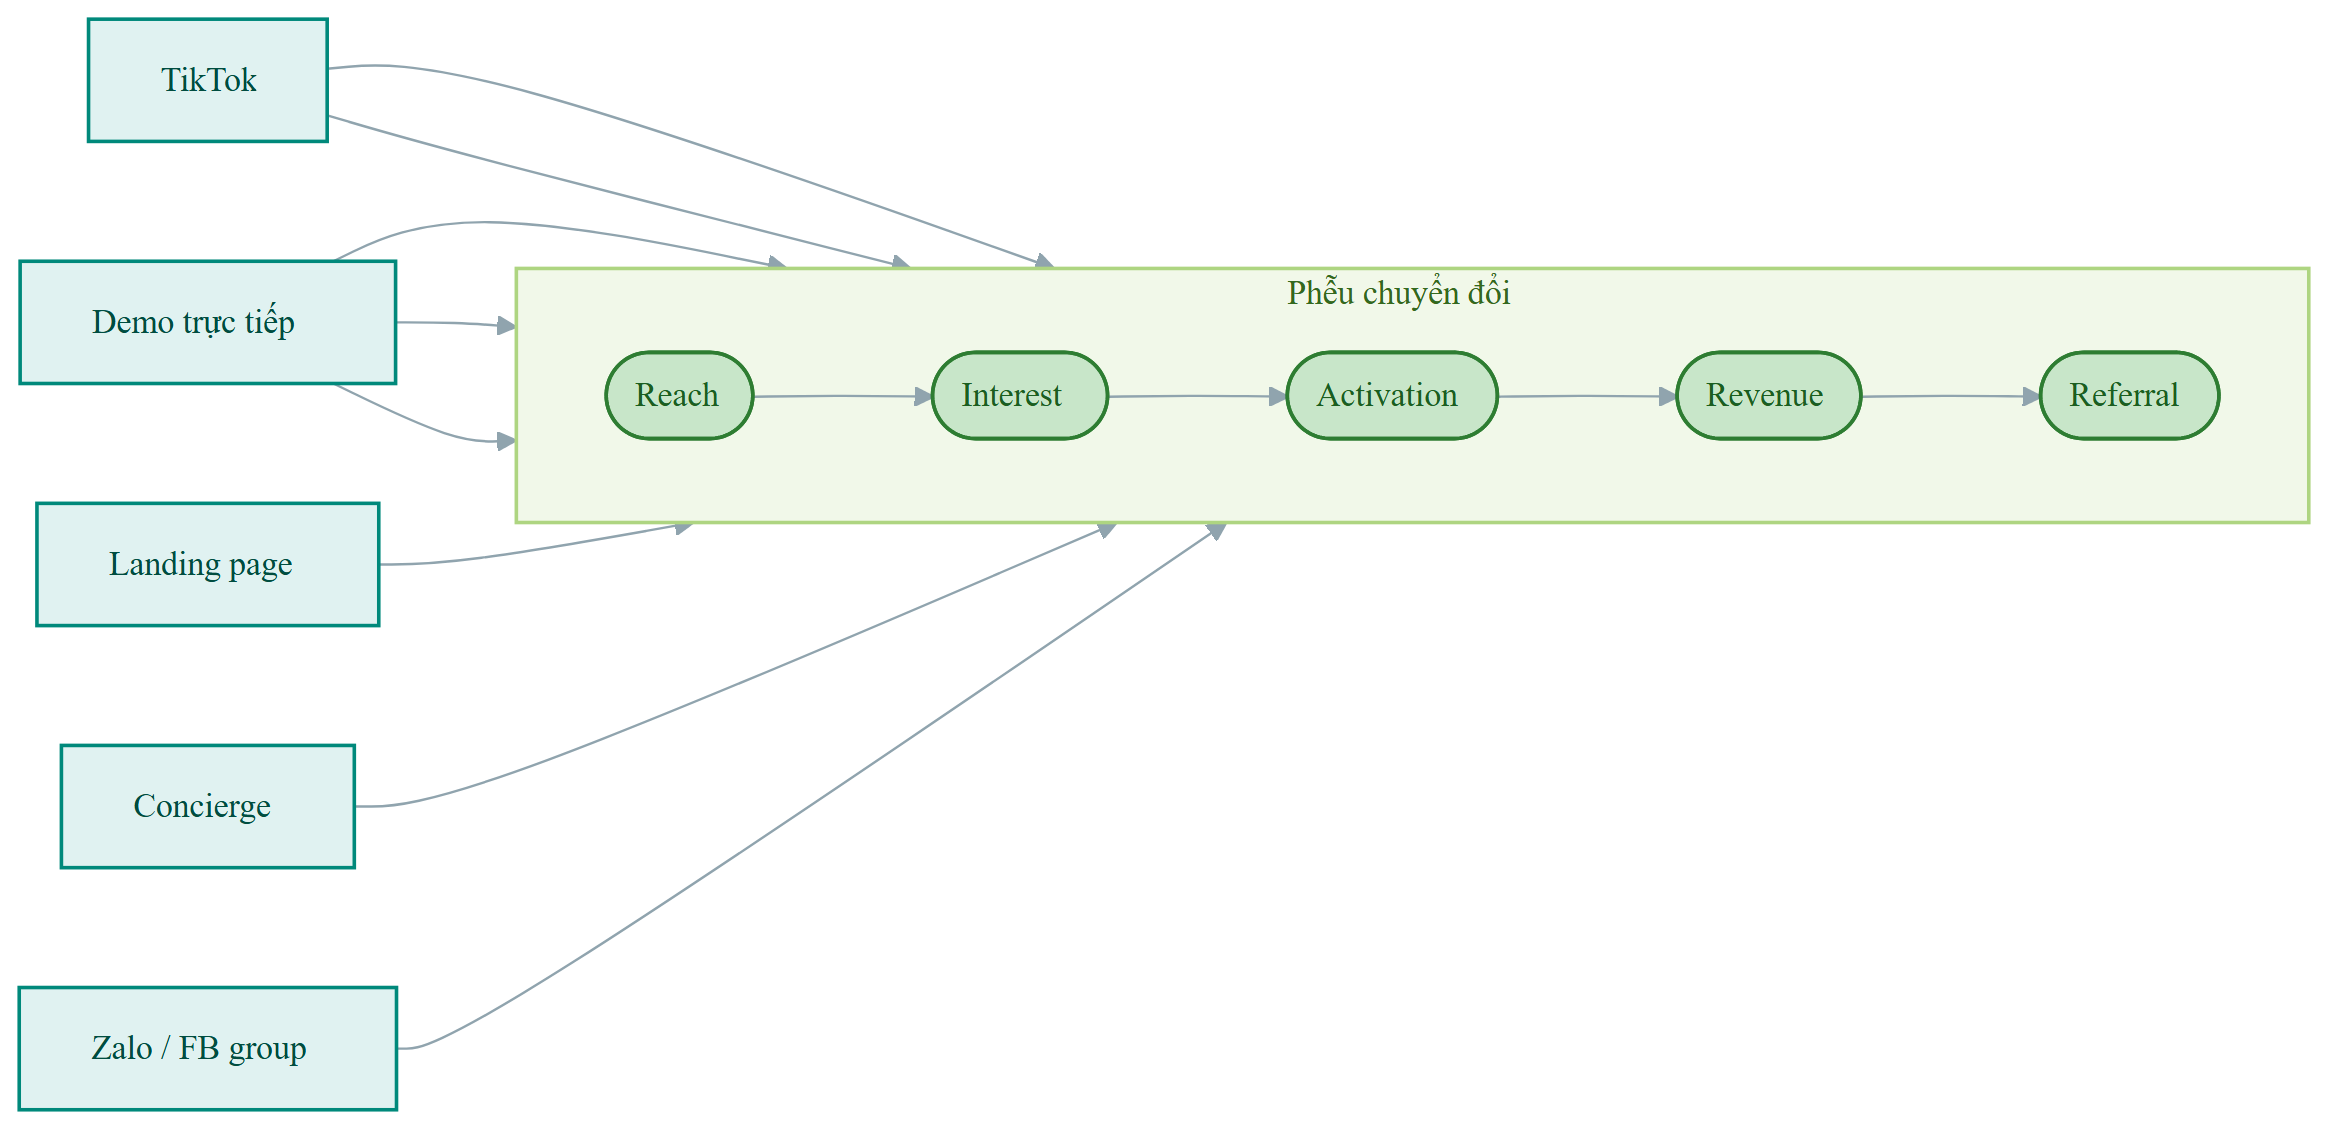 TikTok
Demo trực tiếp
Landing page
Concierge
Zalo / FB group
Phễu chuyển đổi
Reach
Interest
Activation
Revenue
Referral